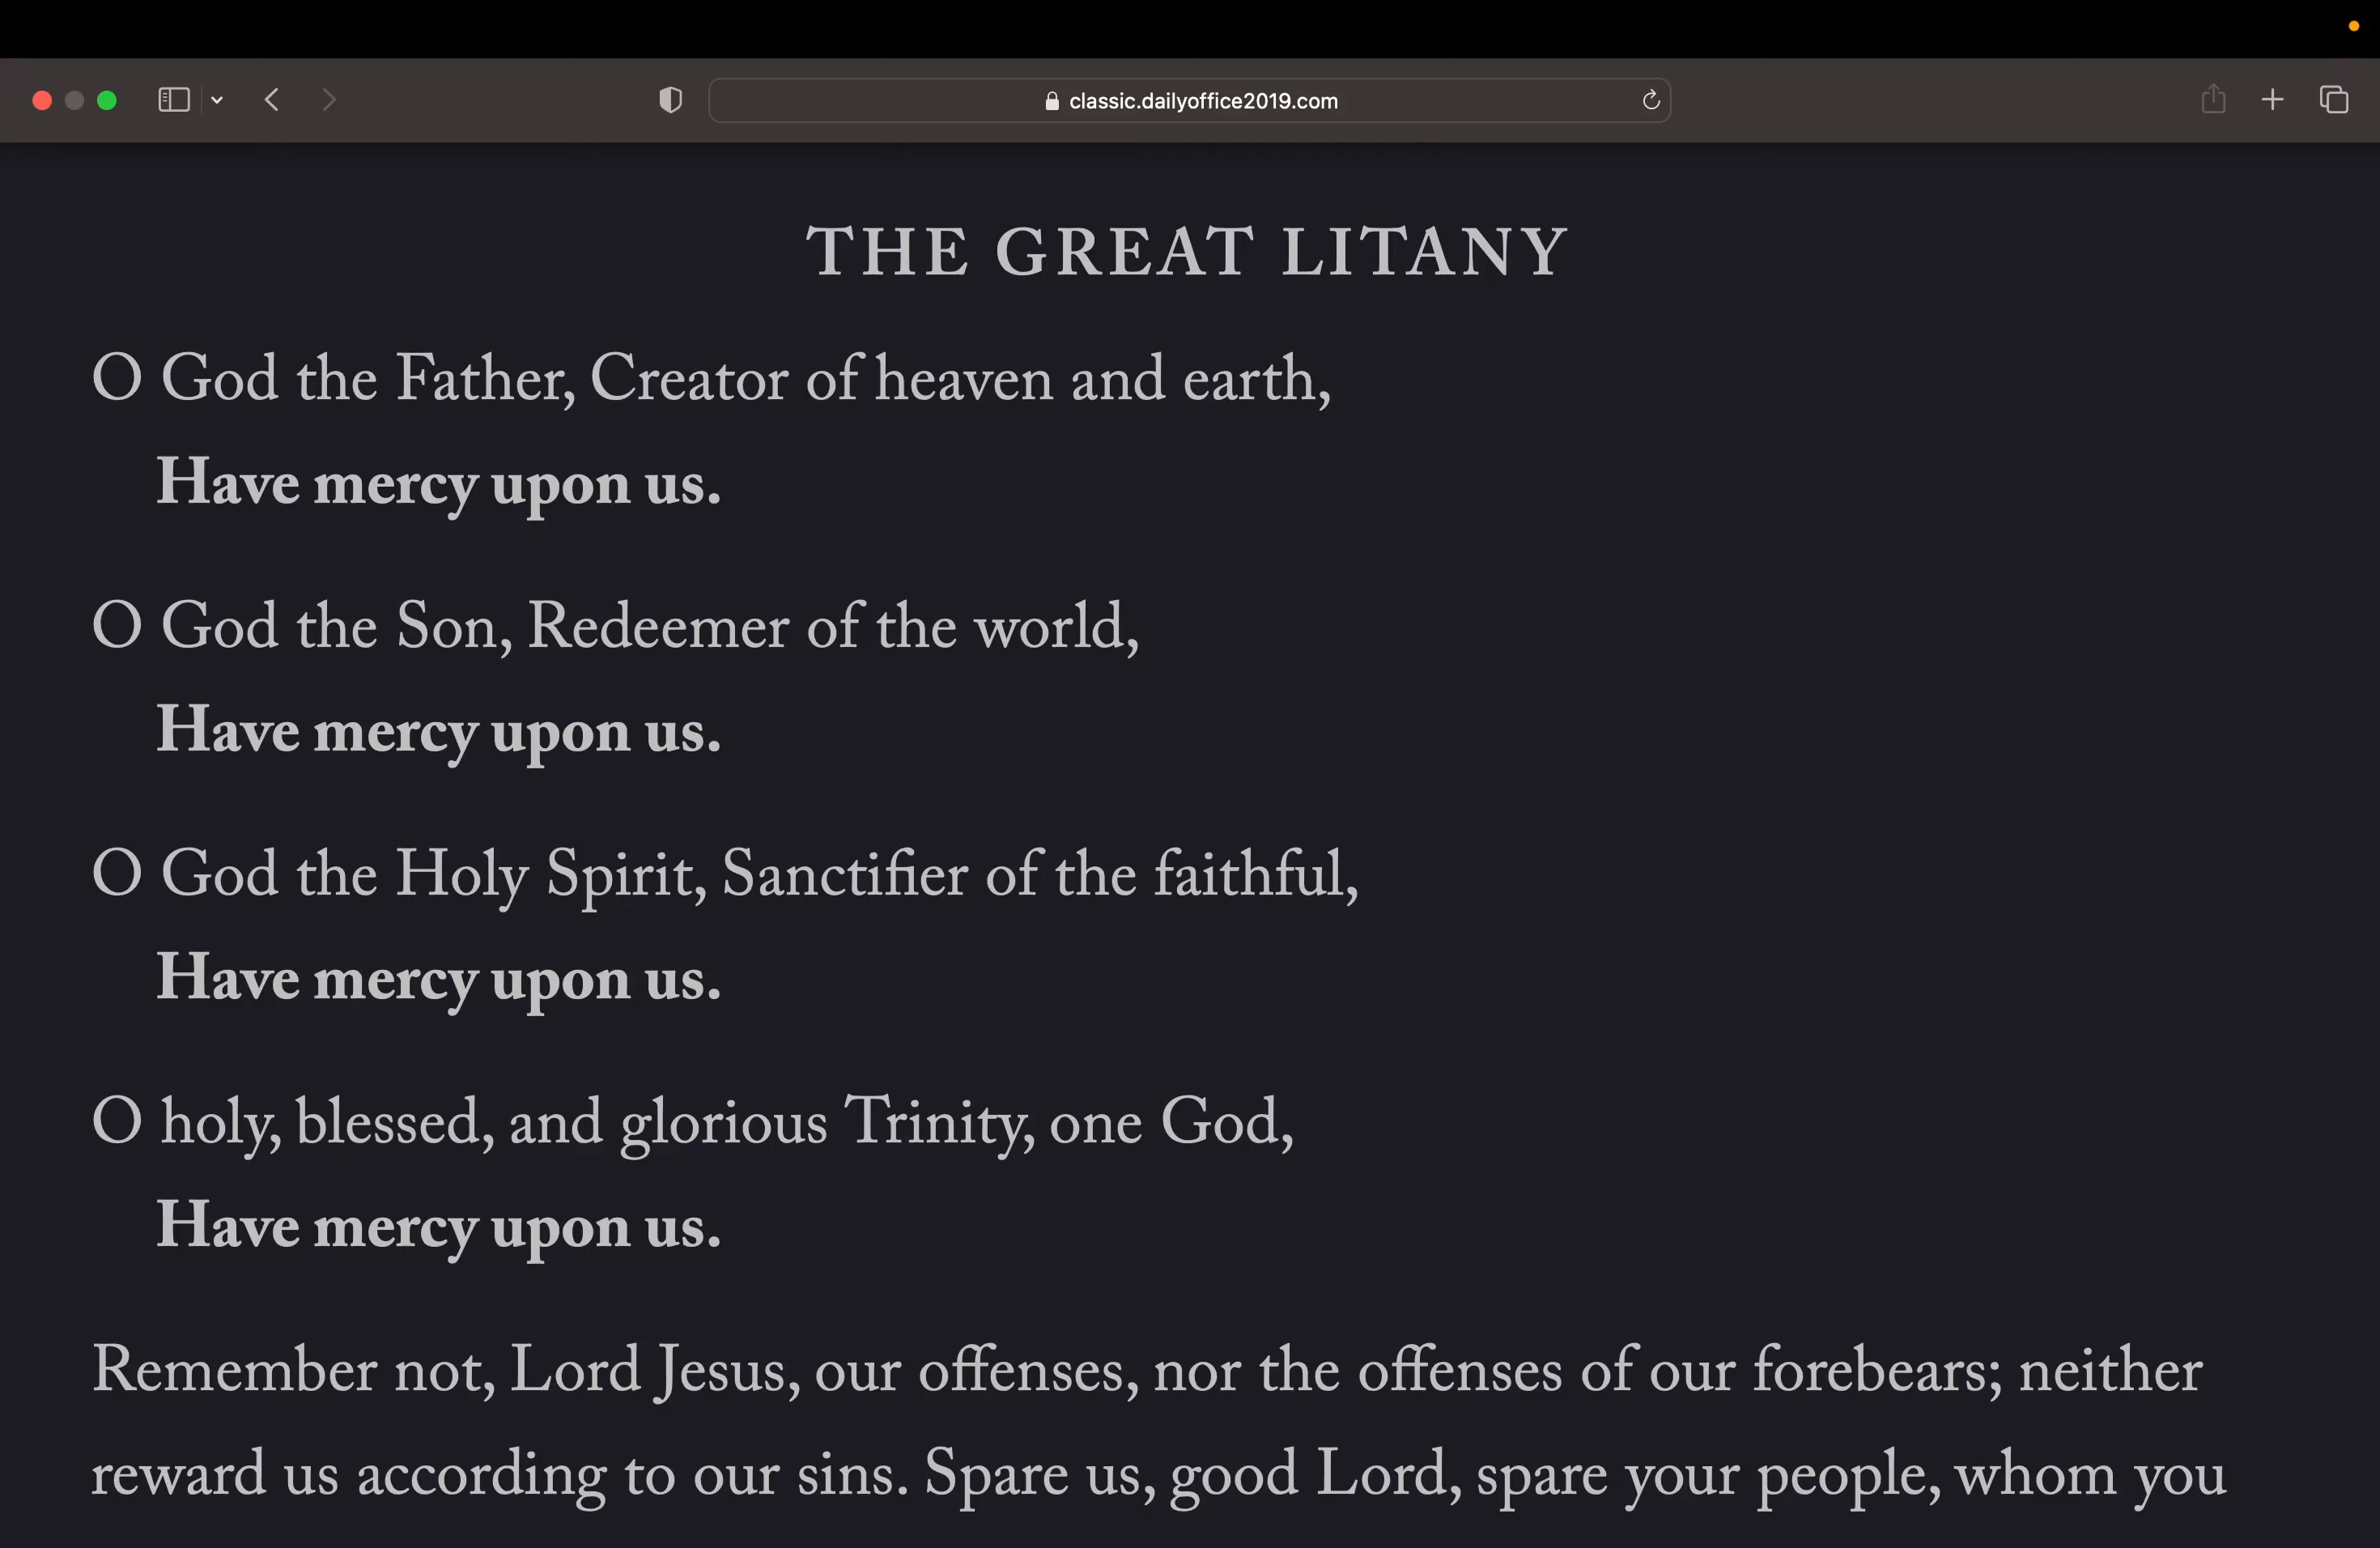 classic.dailyoffice2019.com
THE GREAT LITANY
O God the Father, Creator of heaven and earth,
Have mercy upon us.
O God the Son, Redeemer of the world,
Have mercy upon us.
O God the Holy Spirit, Sanctifier of the faithful,
Have mercy upon us.
O holy, blessed, and glorious Trinity, one God,
Have mercy upon us.
Remember not, Lord Jesus, our offenses, nor the offenses of our forebears; neither
reward us according to our sins. Spare us, good Lord, spare your people, whom you